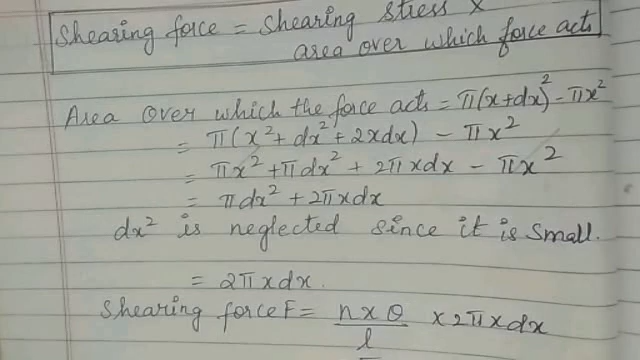 Shearing force = Shearing stress ×
area over which force acts
Area over which the force acts = π(x+dx)² - πx²
= π(x² + dx² + 2xdx) - πx²
= πx² + πdx² + 2πxdx - πx²
= πdx² + 2πxdx
dx² is neglected since it is small.
= 2πxdx.
Shearing force F = nxθ/l × 2πxdx